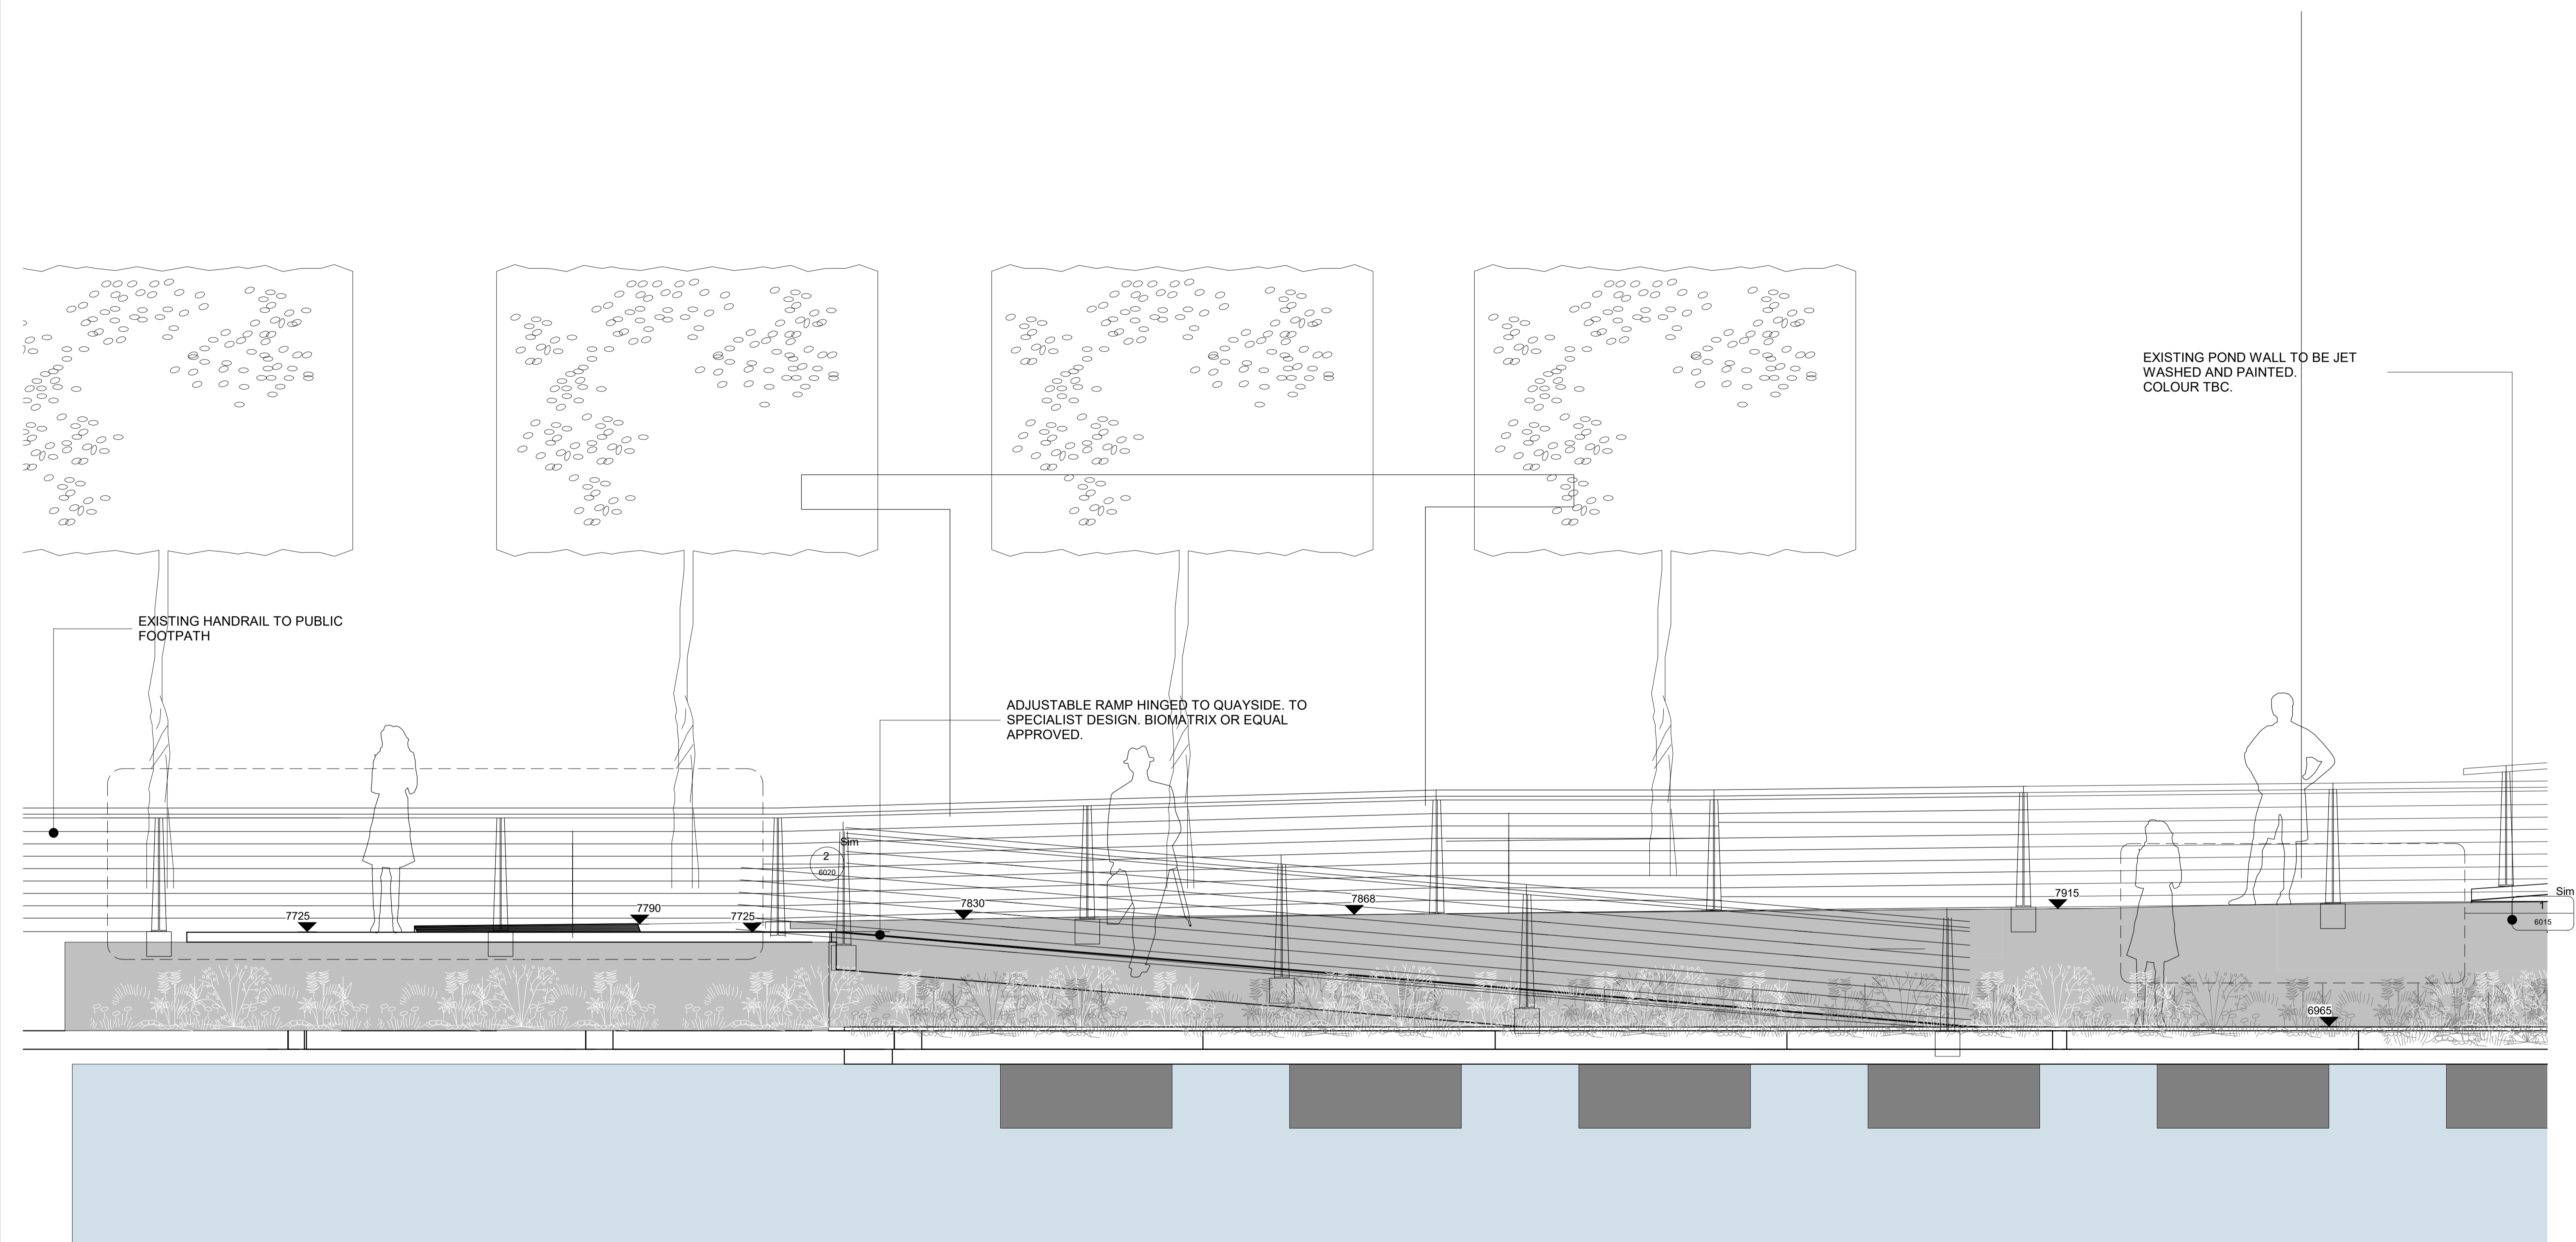 EXISTING POND WALL TO BE JET
WASHED AND PAINTED.
COLOUR TBC.
EXISTING HANDRAIL TO PUBLIC
FOOTPATH
ADJUSTABLE RAMP HINGED TO QUAYSIDE. TO
SPECIALIST DESIGN. BIOMATRIX OR EQUAL
APPROVED.
Sim
2
6020
7725
7790
7725
7830
7868
7915
Sim
1
6015
6965